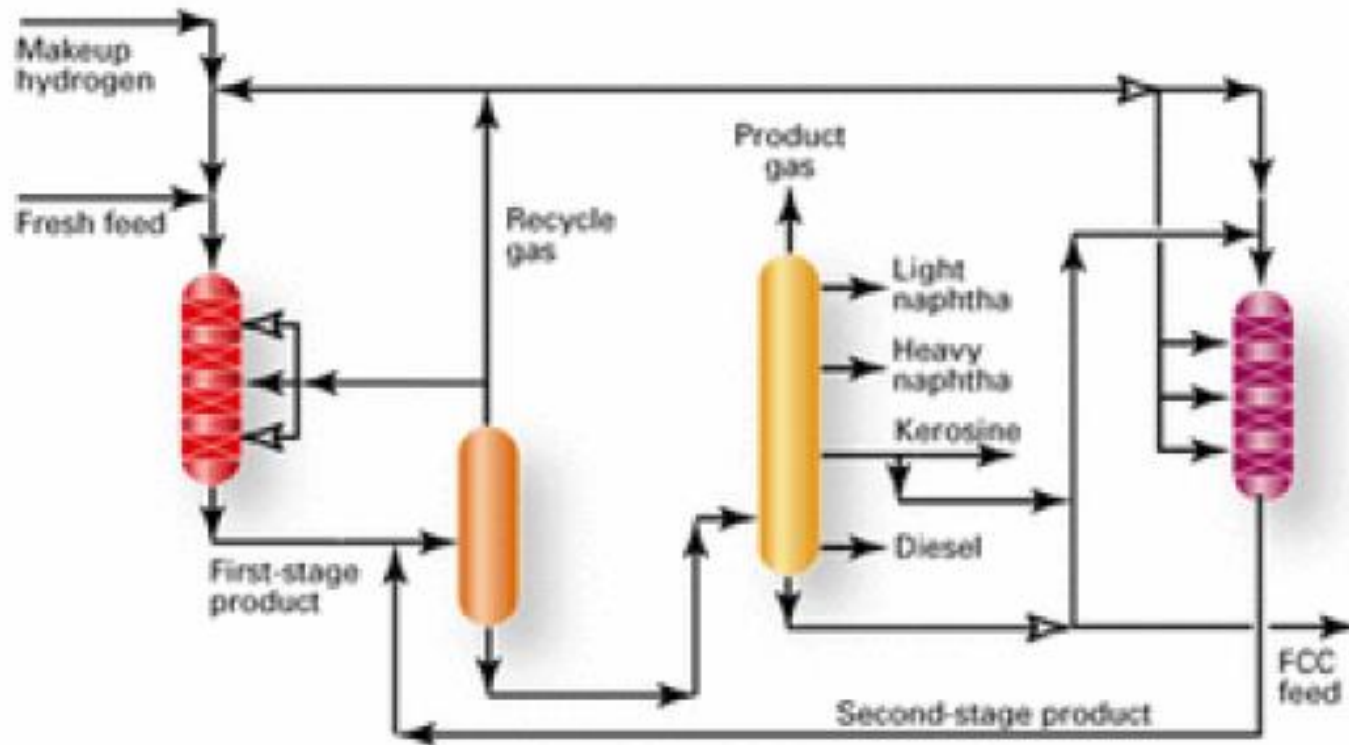 Makeup
hydrogen
Fresh feed
Recycle
gas
Product
gas
Light
naphtha
Heavy
naphtha
Kerosine
Diesel
First-stage
product
Second-stage product
FCC
feed